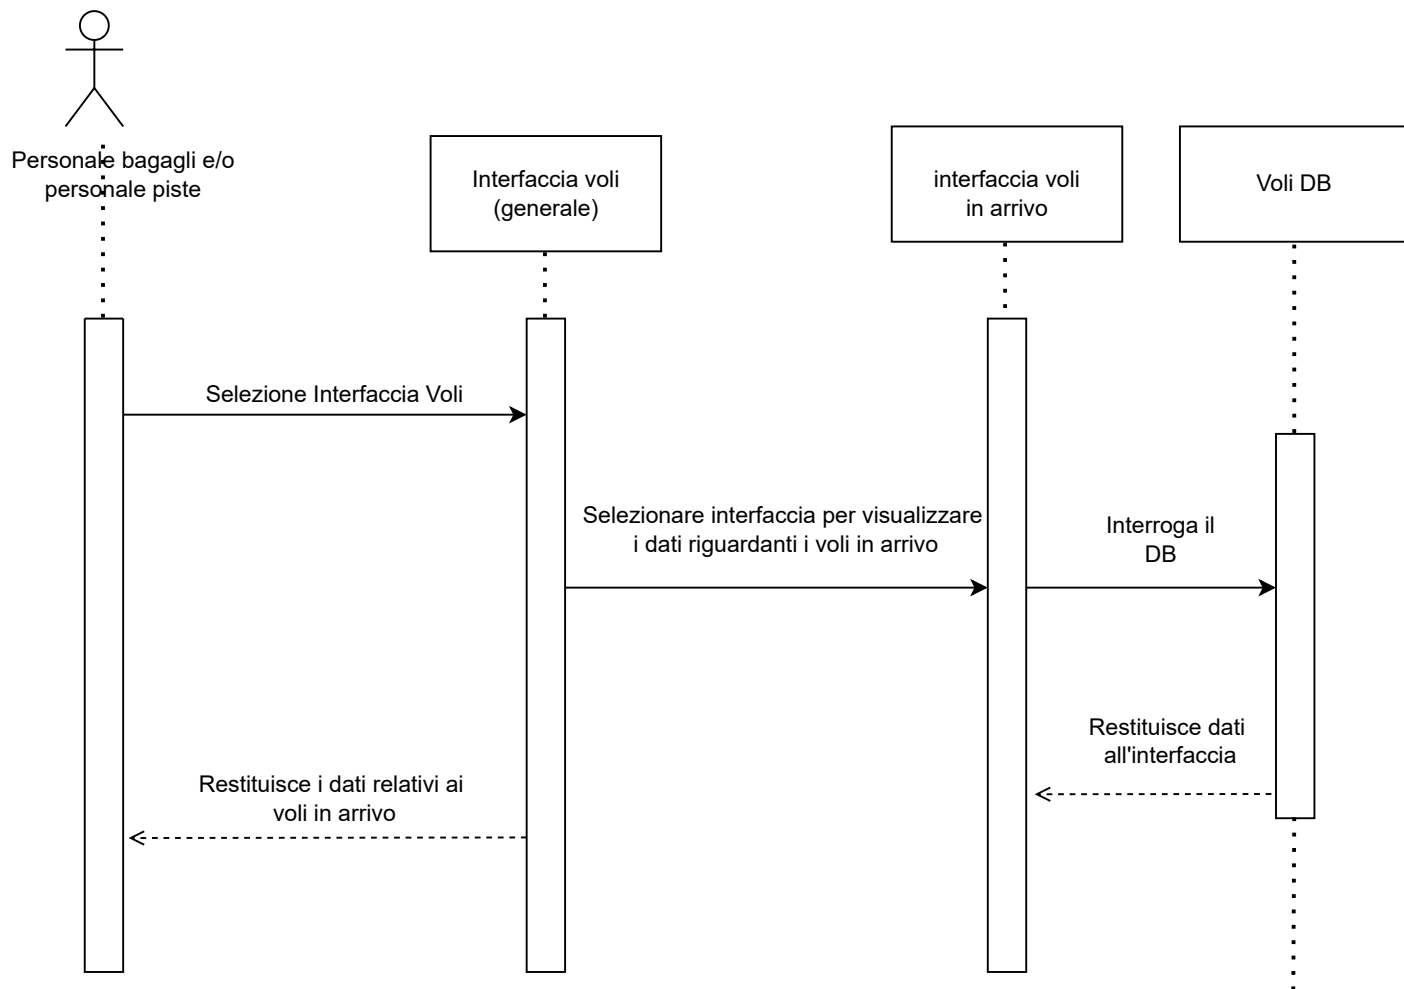 Personale bagagli e/o
personale piste
Interfaccia voli
(generale)
interfaccia voli
in arrivo
Voli DB
Selezione Interfaccia Voli
Selezionare interfaccia per visualizzare
i dati riguardanti i voli in arrivo
Interroga il
DB
Restituisce dati
all'interfaccia
Restituisce i dati relativi ai
voli in arrivo